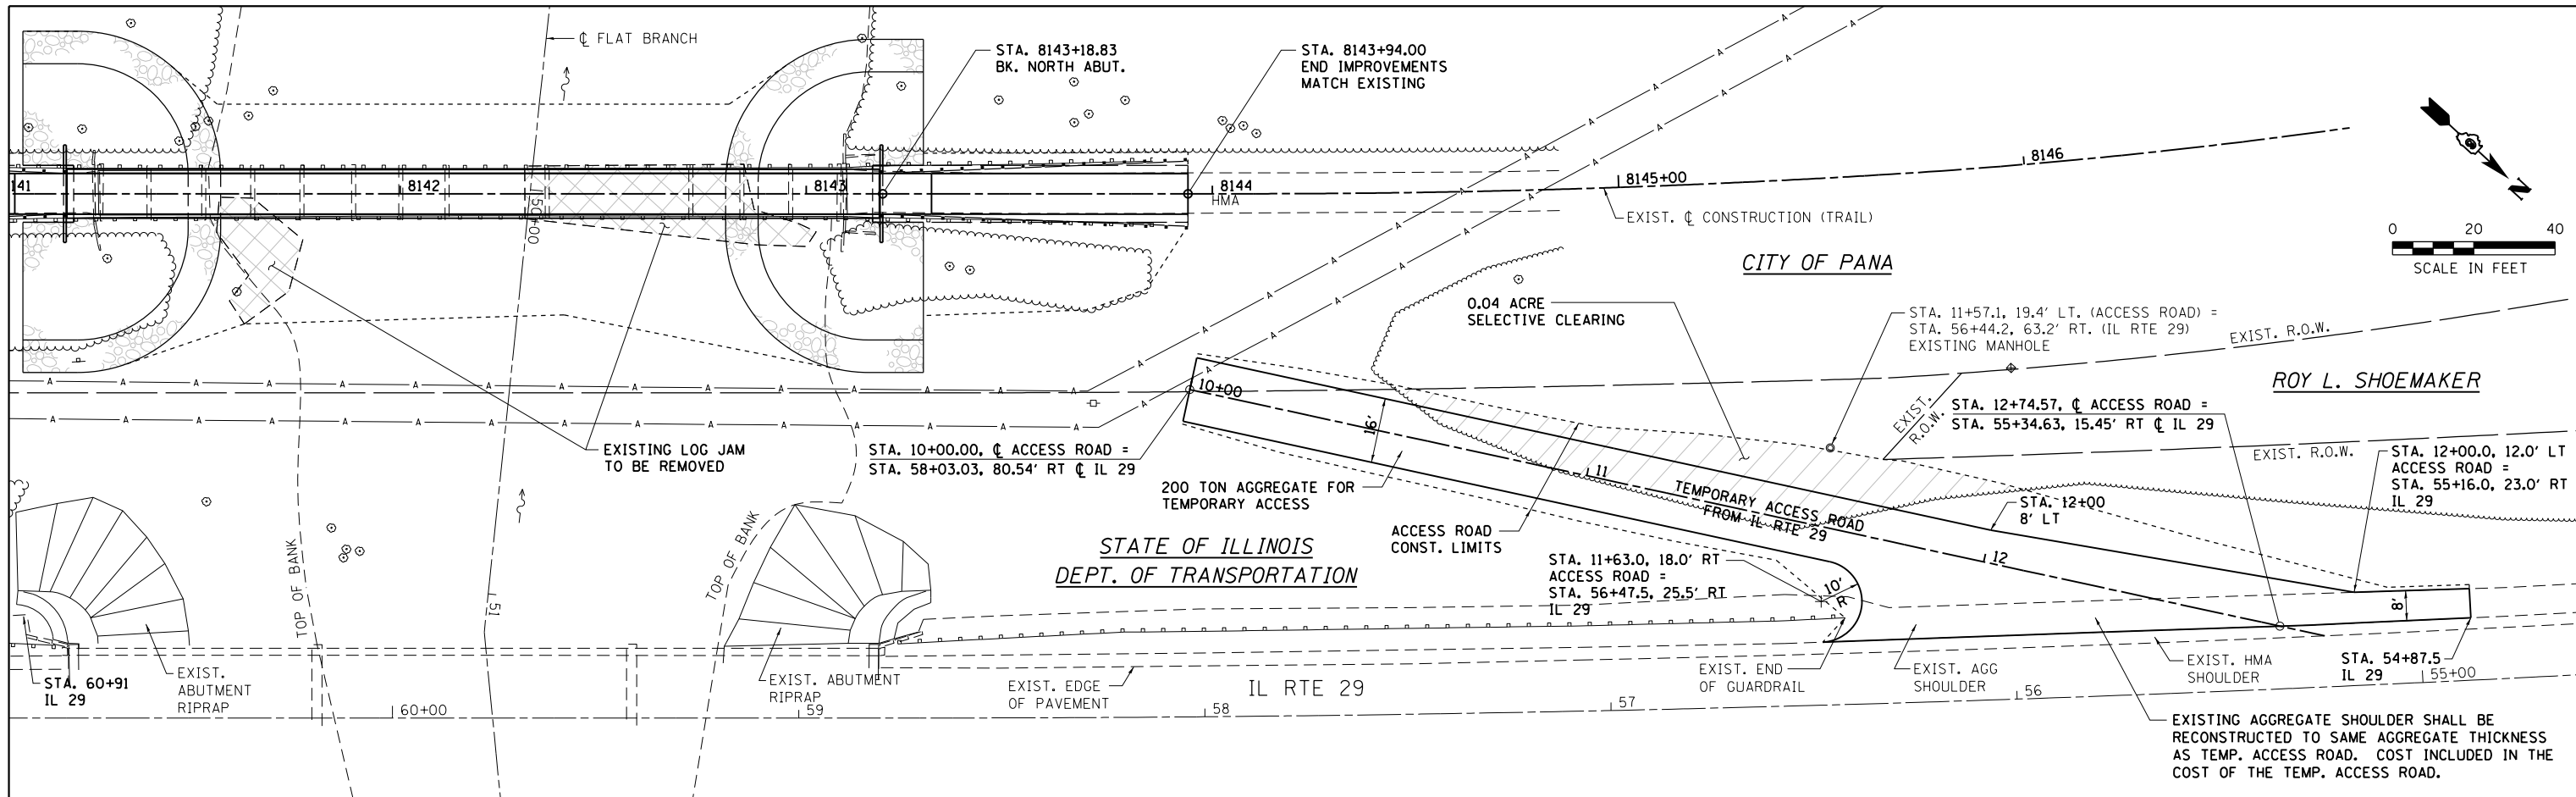 ℄ FLAT BRANCH
STA. 8143+18.83
BK. NORTH ABUT.
STA. 8143+94.00
END IMPROVEMENTS
MATCH EXISTING
141
8142
8143
8144
HMA
8145+00
8146
EXIST. ℄ CONSTRUCTION (TRAIL)
N
0 20 40
SCALE IN FEET
50+00
CITY OF PANA
0.04 ACRE
SELECTIVE CLEARING
STA. 11+57.1, 19.4' LT. (ACCESS ROAD) =
STA. 56+44.2, 63.2' RT. (IL RTE 29)
EXISTING MANHOLE
EXIST. R.O.W.
ROY L. SHOEMAKER
EXIST.
R.O.W.
STA. 12+74.57, ℄ ACCESS ROAD =
STA. 55+34.63, 15.45' RT ℄ IL 29
EXIST. R.O.W.
STA. 12+00.0, 12.0' LT
ACCESS ROAD =
STA. 55+16.0, 23.0' RT
IL 29
10+00
16'
EXISTING LOG JAM
TO BE REMOVED
STA. 10+00.00, ℄ ACCESS ROAD =
STA. 58+03.03, 80.54' RT ℄ IL 29
11
200 TON AGGREGATE FOR
TEMPORARY ACCESS
TEMPORARY ACCESS ROAD
FROM IL RTE 29
STA. 12+00
8' LT
ACCESS ROAD
CONST. LIMITS
12
STATE OF ILLINOIS
DEPT. OF TRANSPORTATION
STA. 11+63.0, 18.0' RT
ACCESS ROAD =
STA. 56+47.5, 25.5' RT
IL 29
10'
R
8'
TOP OF BANK
TOP OF BANK
51
STA. 60+91
IL 29
EXIST.
ABUTMENT
RIPRAP
EXIST. ABUTMENT
RIPRAP
EXIST. EDGE
OF PAVEMENT
IL RTE 29
EXIST. END
OF GUARDRAIL
EXIST. AGG
SHOULDER
EXIST. HMA
SHOULDER
STA. 54+87.5
IL 29
60+00
59
58
57
56
55+00
EXISTING AGGREGATE SHOULDER SHALL BE
RECONSTRUCTED TO SAME AGGREGATE THICKNESS
AS TEMP. ACCESS ROAD. COST INCLUDED IN THE
COST OF THE TEMP. ACCESS ROAD.
A A A A A A A A A A A A A A A